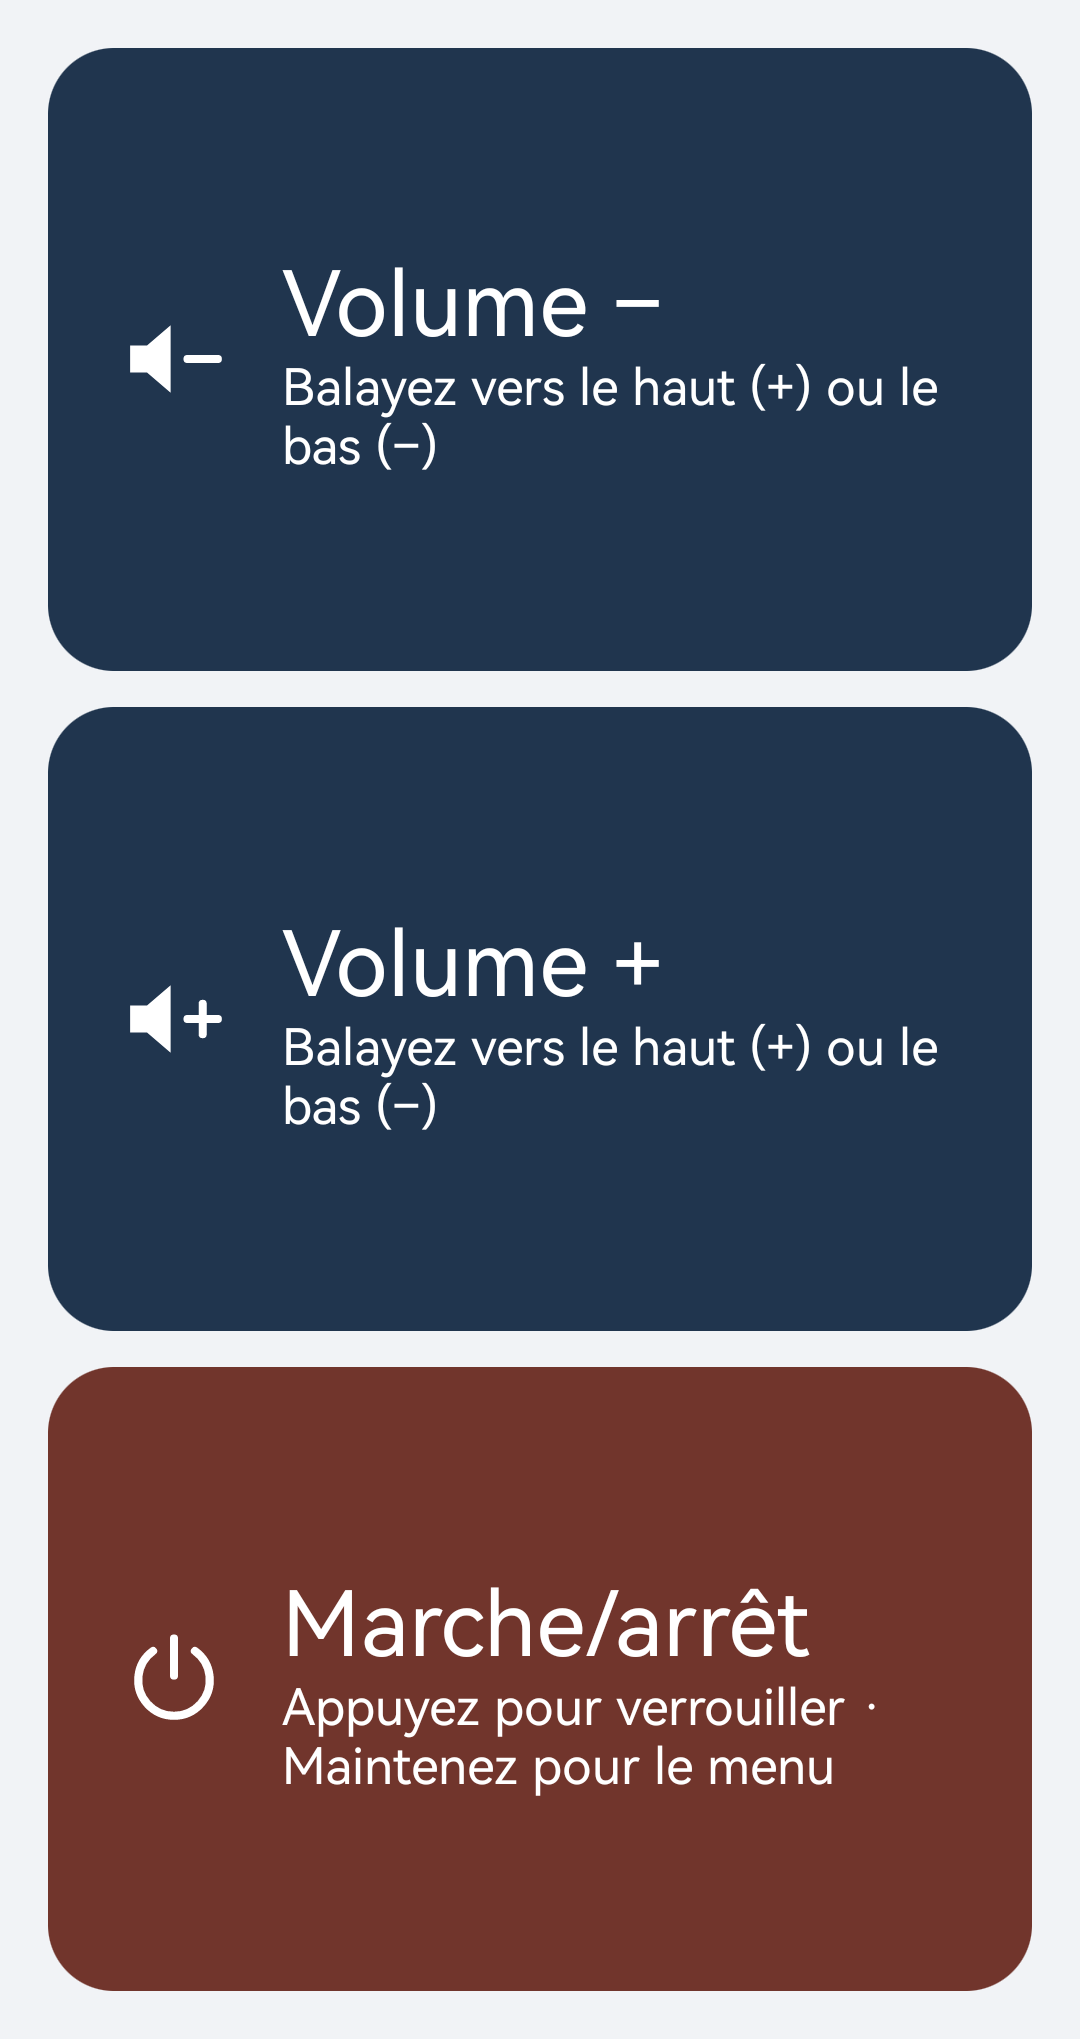 Volume −
Balayez vers le haut (+) ou le
bas (−)
Volume +
Balayez vers le haut (+) ou le
bas (−)
Marche/arrêt
Appuyez pour verrouiller ·
Maintenez pour le menu